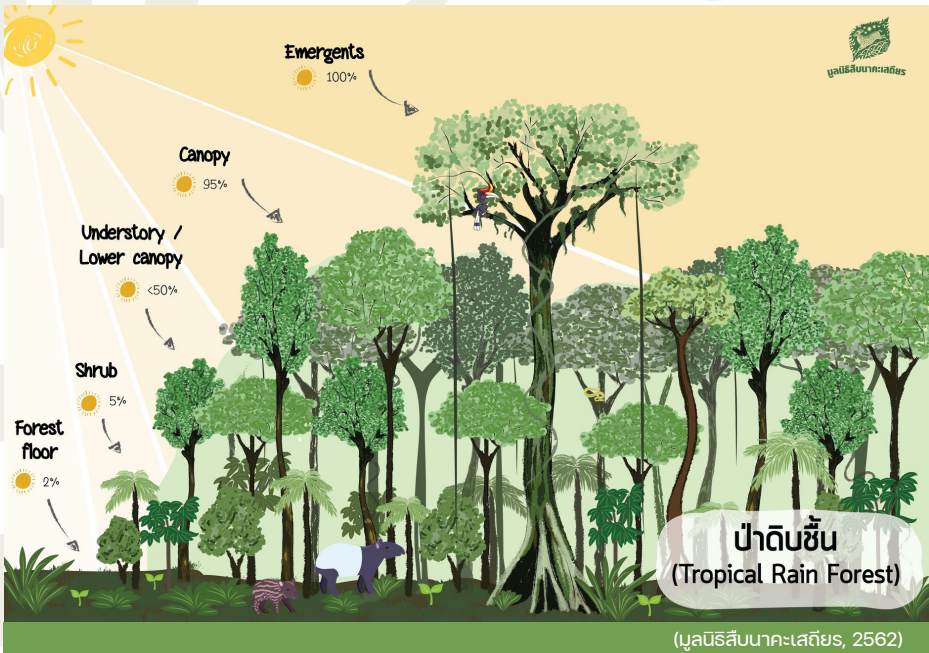 Emergents
100%
มูลนิธิสืบนาคะเสถียร
Canopy
95%
Understory /
Lower canopy
<50%
Shrub
5%
Forest
floor
2%
ป่าดิบชื้น
(Tropical Rain Forest)
(มูลนิธิสืบนาคะเสถียร, 2562)